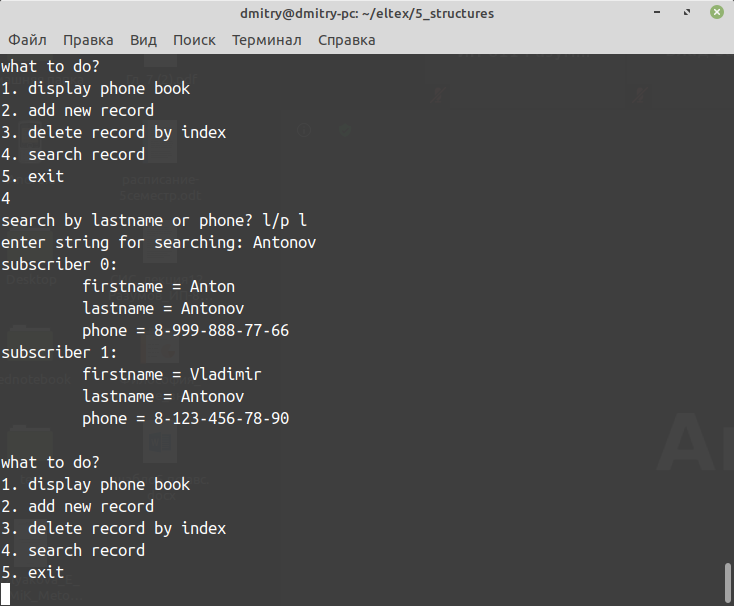 dmitry@dmitry-pc: ~/eltex/5_structures
Файл Правка Вид Поиск Терминал Справка
what to do?
1. display phone book
2. add new record
3. delete record by index
4. search record
5. exit
4
search by lastname or phone? l/p l
enter string for searching: Antonov
subscriber 0:
firstname = Anton
lastname = Antonov
phone = 8-999-888-77-66
subscriber 1:
firstname = Vladimir
lastname = Antonov
phone = 8-123-456-78-90
what to do?
1. display phone book
2. add new record
3. delete record by index
4. search record
5. exit